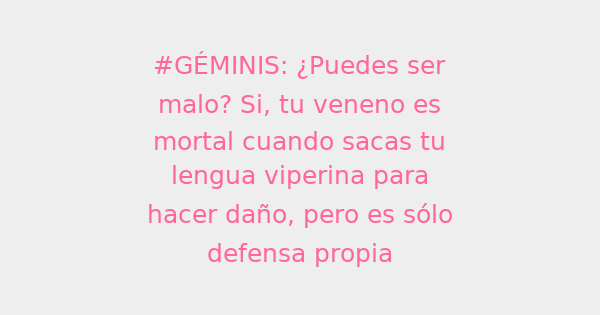 #GÉMINIS: ¿Puedes ser
malo? Si, tu veneno es
mortal cuando sacas tu
lengua viperina para
hacer daño, pero es sólo
defensa propia